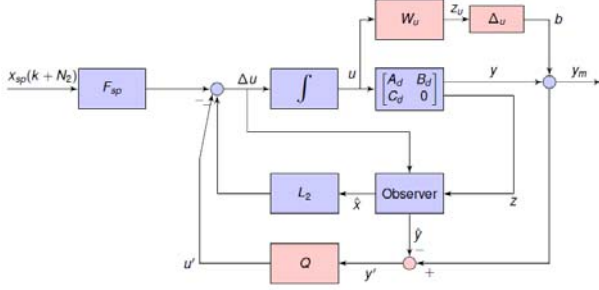 W_u
z_u
Δ_u
b
x_sp(k + N_2)
F_sp
−
Δu
∫
u
[A_d B_d
C_d 0]
y
y_m
L_2
x̂
Observer
z
ŷ
−
u′
Q
y′
+